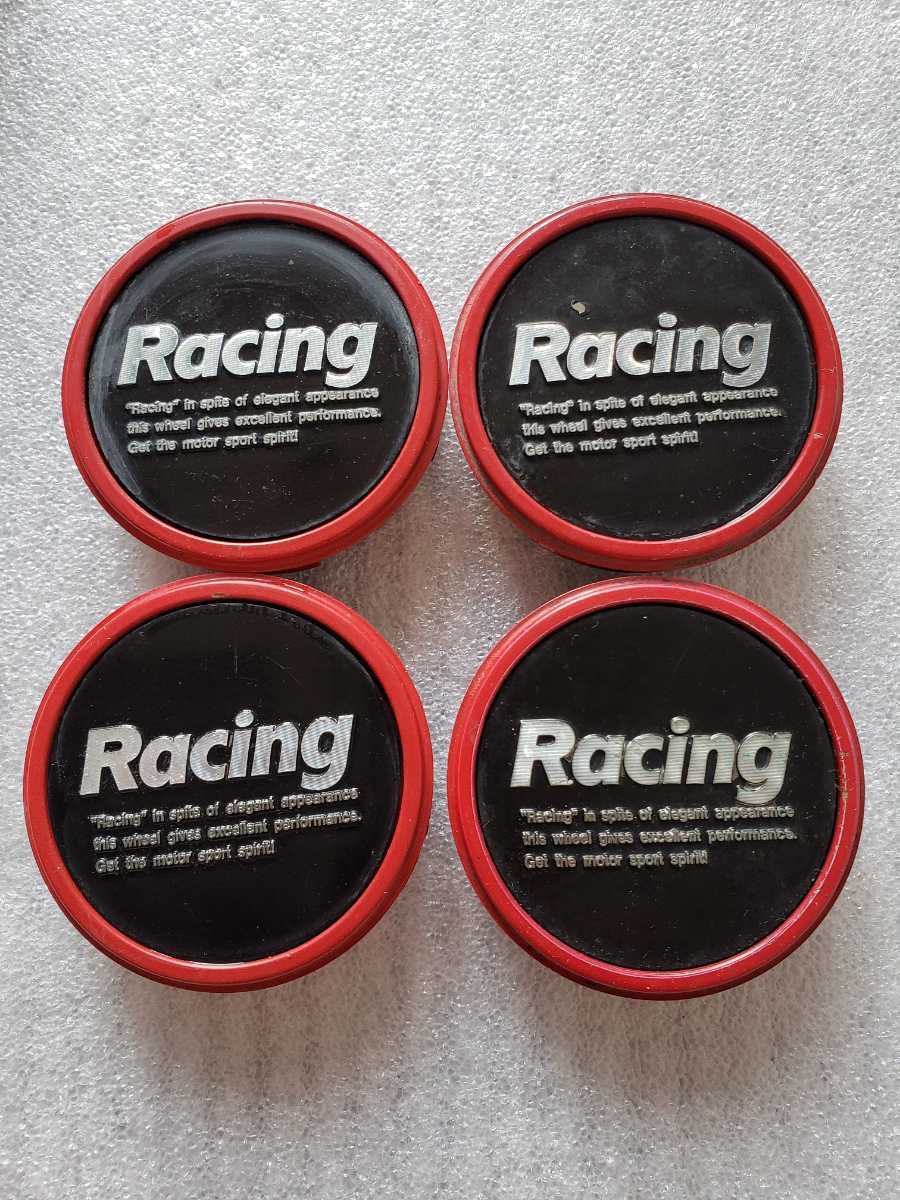 Racing
"Racing" in spite of elegant appearance
this wheel gives excellent performance.
Get the motor sport spirit!
Racing
"Racing" in spite of elegant appearance
this wheel gives excellent performance.
Get the motor sport spirit!
Racing
"Racing" in spite of elegant appearance
this wheel gives excellent performance.
Get the motor sport spirit!
Racing
"Racing" in spite of elegant appearance
this wheel gives excellent performance.
Get the motor sport spirit!